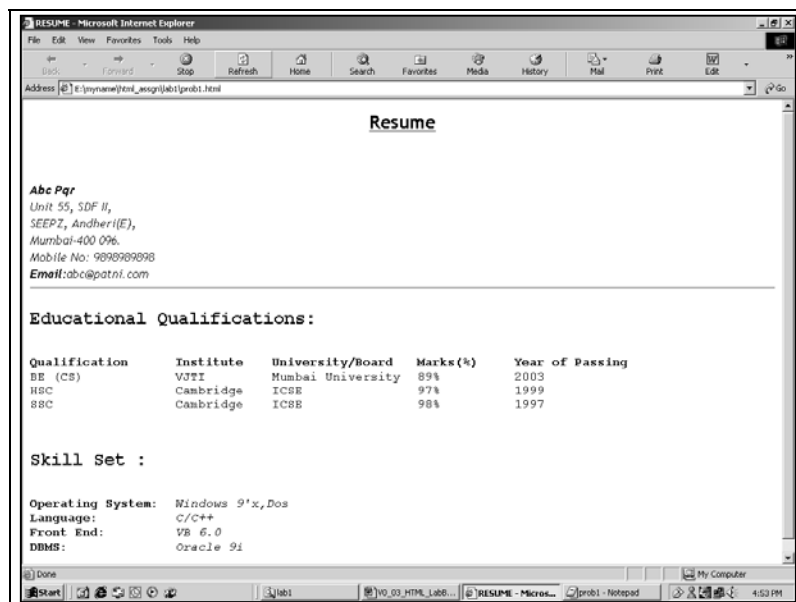 RESUME - Microsoft Internet Explorer
File Edit View Favorites Tools Help
Back Forward Stop Refresh Home Search Favorites Media History Mail Print Edit
Address E:\myname\html_assgn\lab1\prob1.html Go
Resume
Abc Pqr
Unit 55, SDF II,
SEEPZ, Andheri(E),
Mumbai-400 096.
Mobile No: 9898989898
Email:abc@patni.com
Educational Qualifications:
Qualification Institute University/Board Marks(%) Year of Passing
BE (CS) VJTI Mumbai University 89% 2003
HSC Cambridge ICSE 97% 1999
SSC Cambridge ICSE 98% 1997
Skill Set :
Operating System: Windows 9'x,Dos
Language: C/C++
Front End: VB 6.0
DBMS: Oracle 9i
Done My Computer
Start lab1 V0_03_HTML_LabB... RESUME - Micros... prob1 - Notepad 4:53 PM